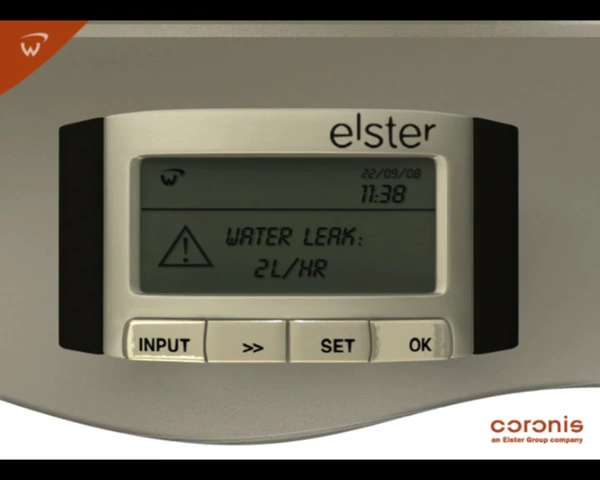 elster
22/09/08
11:38
WATER LEAK:
2L/HR
INPUT
>>
SET
OK
coronis
an Elster Group company